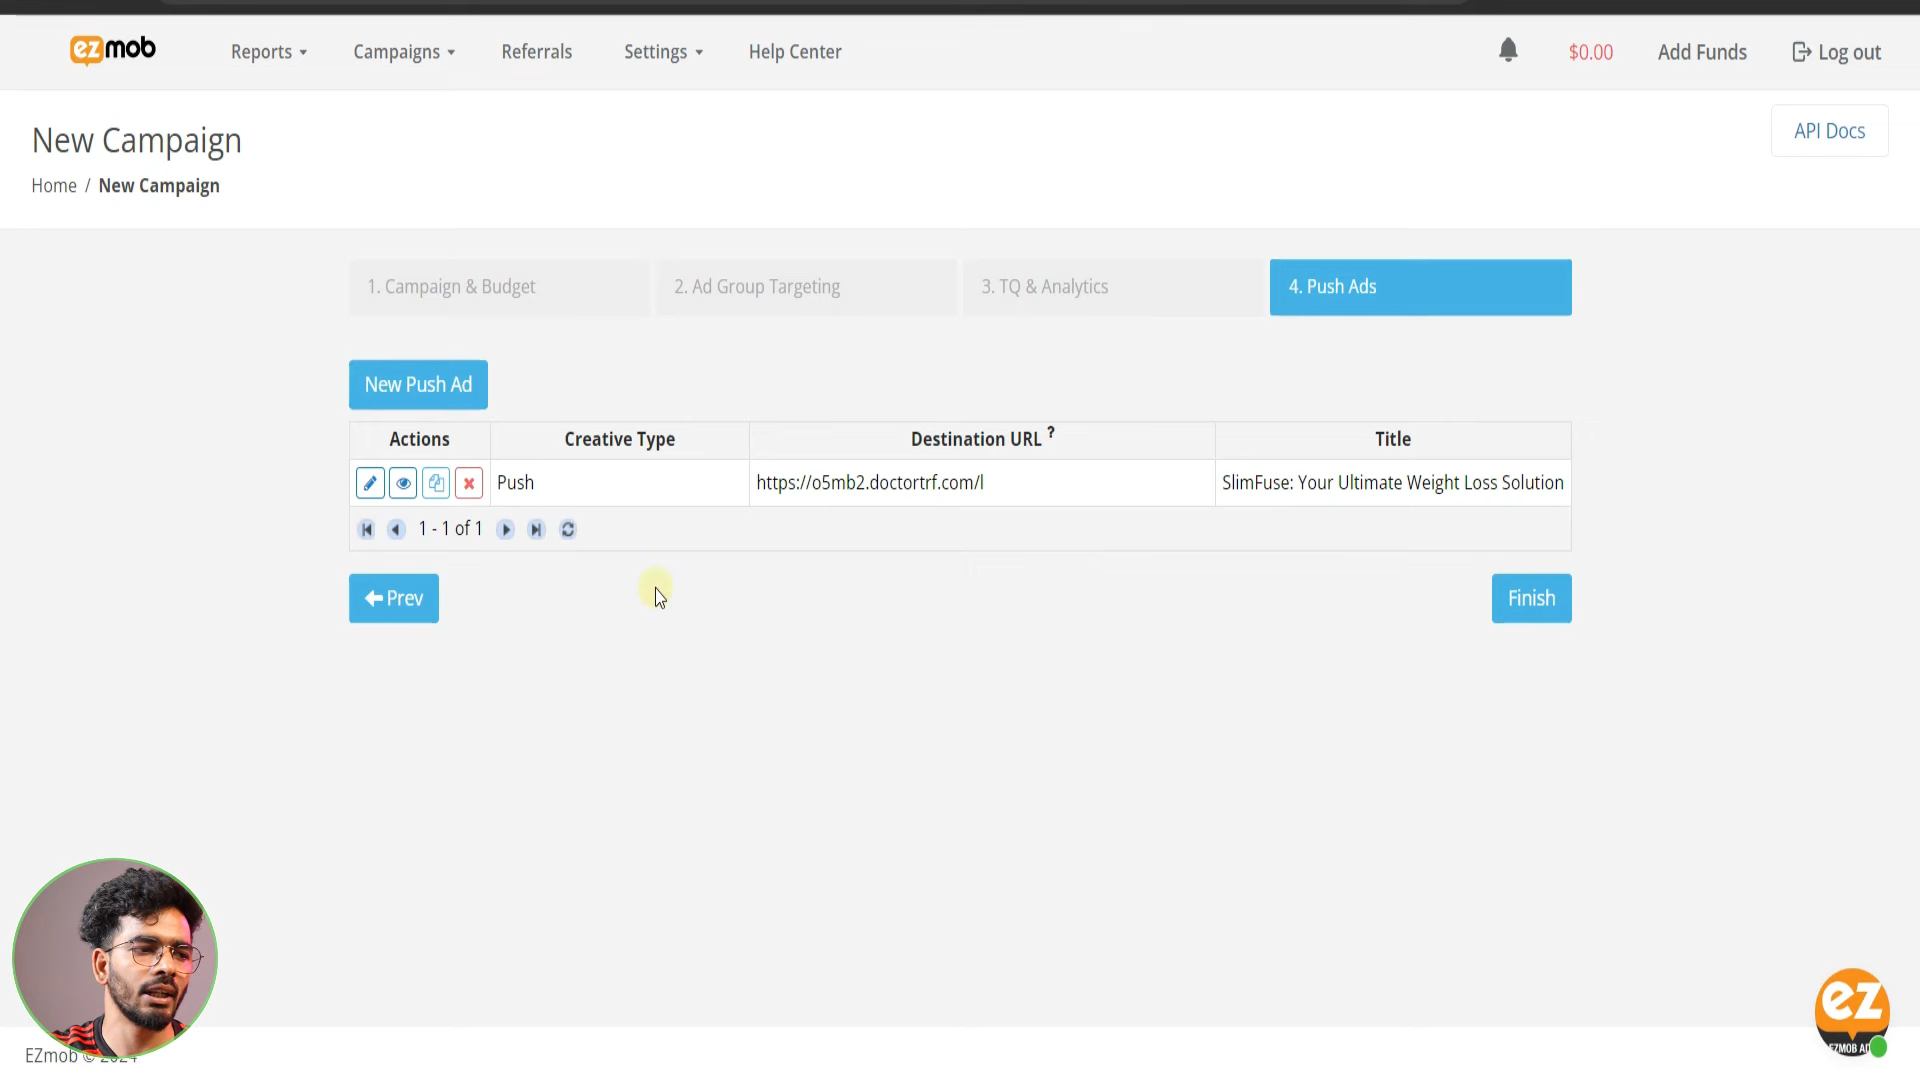 ezmob
Reports Campaigns Referrals Settings Help Center $0.00 Add Funds Log out
New Campaign
API Docs
Home / New Campaign
1. Campaign & Budget 2. Ad Group Targeting 3. TQ & Analytics 4. Push Ads
New Push Ad
Actions Creative Type Destination URL ? Title
Push https://o5mb2.doctortrf.com/l SlimFuse: Your Ultimate Weight Loss Solution
1 - 1 of 1
Prev Finish
ez
EZMOB AD
EZmob © 2024